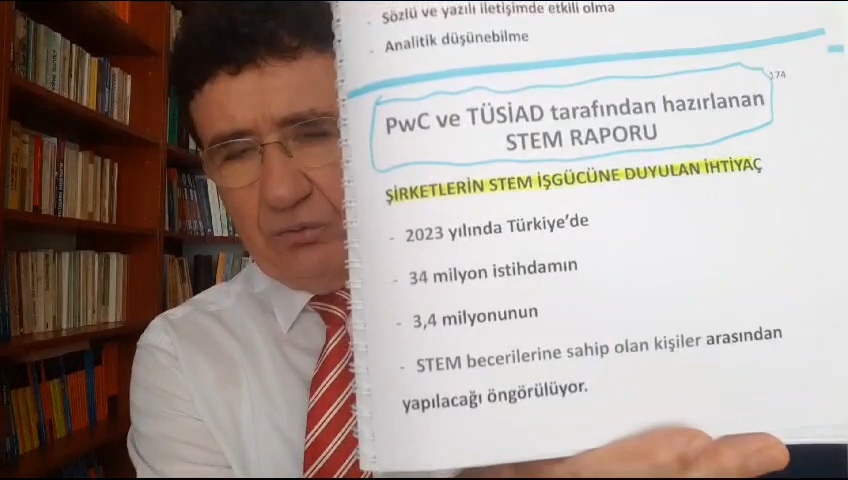 - Sözlü ve yazılı iletişimde etkili olma
- Analitik düşünebilme
174
PwC ve TÜSİAD tarafından hazırlanan
STEM RAPORU
ŞİRKETLERİN STEM İŞGÜCÜNE DUYULAN İHTİYAÇ
- 2023 yılında Türkiye'de
- 34 milyon istihdamın
- 3,4 milyonunun
- STEM becerilerine sahip olan kişiler arasından
yapılacağı öngörülüyor.